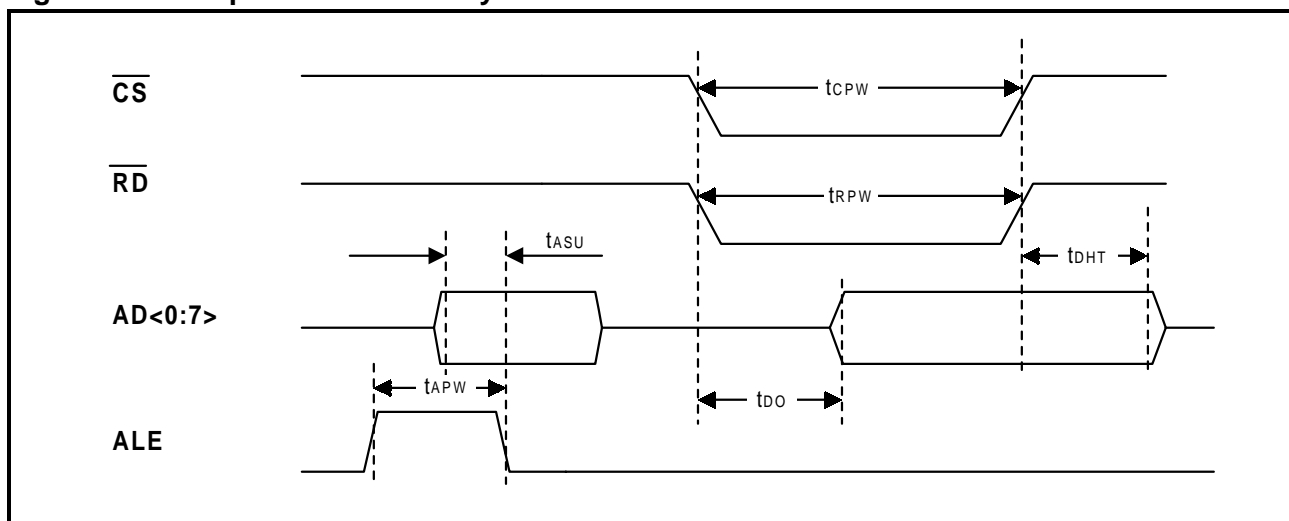 CS
tCPW
RD
tRPW
tASU
tDHT
AD<0:7>
tAPW
tDO
ALE